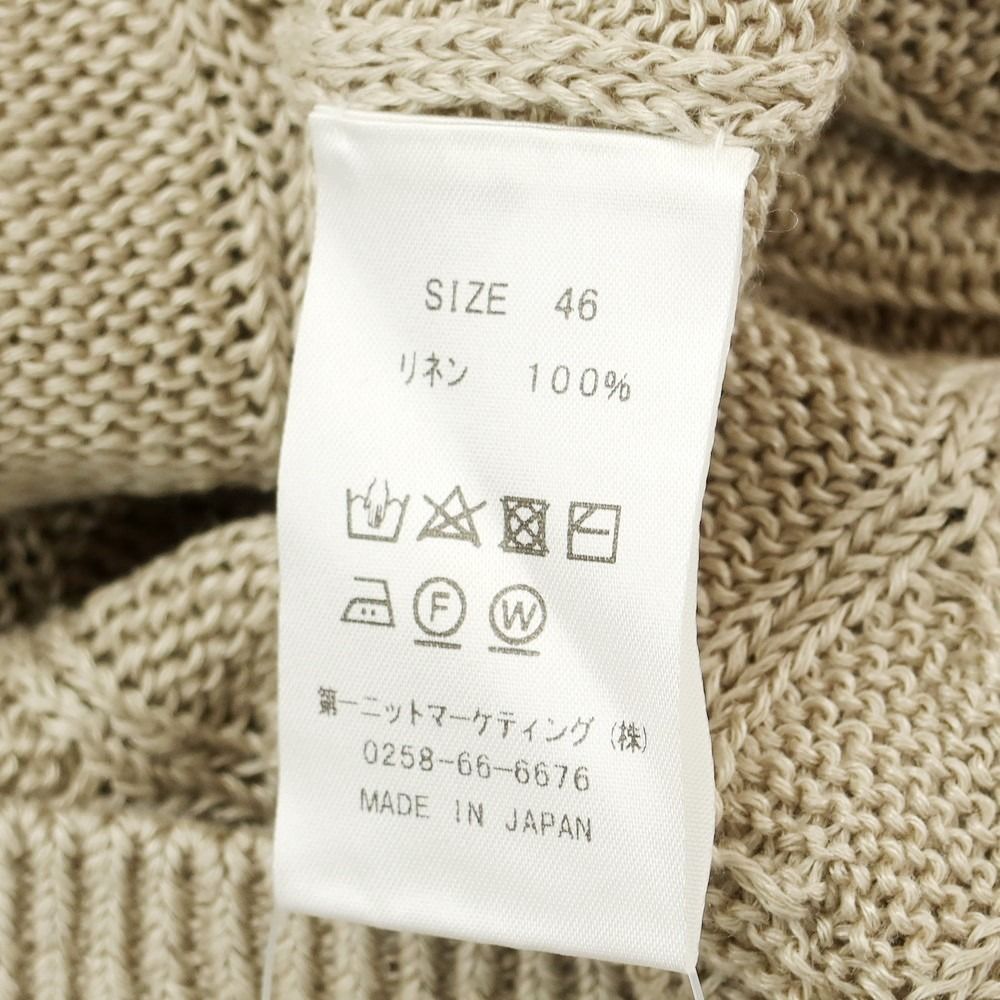 SIZE 46
リネン 100%
F W
第一ニットマーケティング(株)
0258-66-6676
MADE IN JAPAN